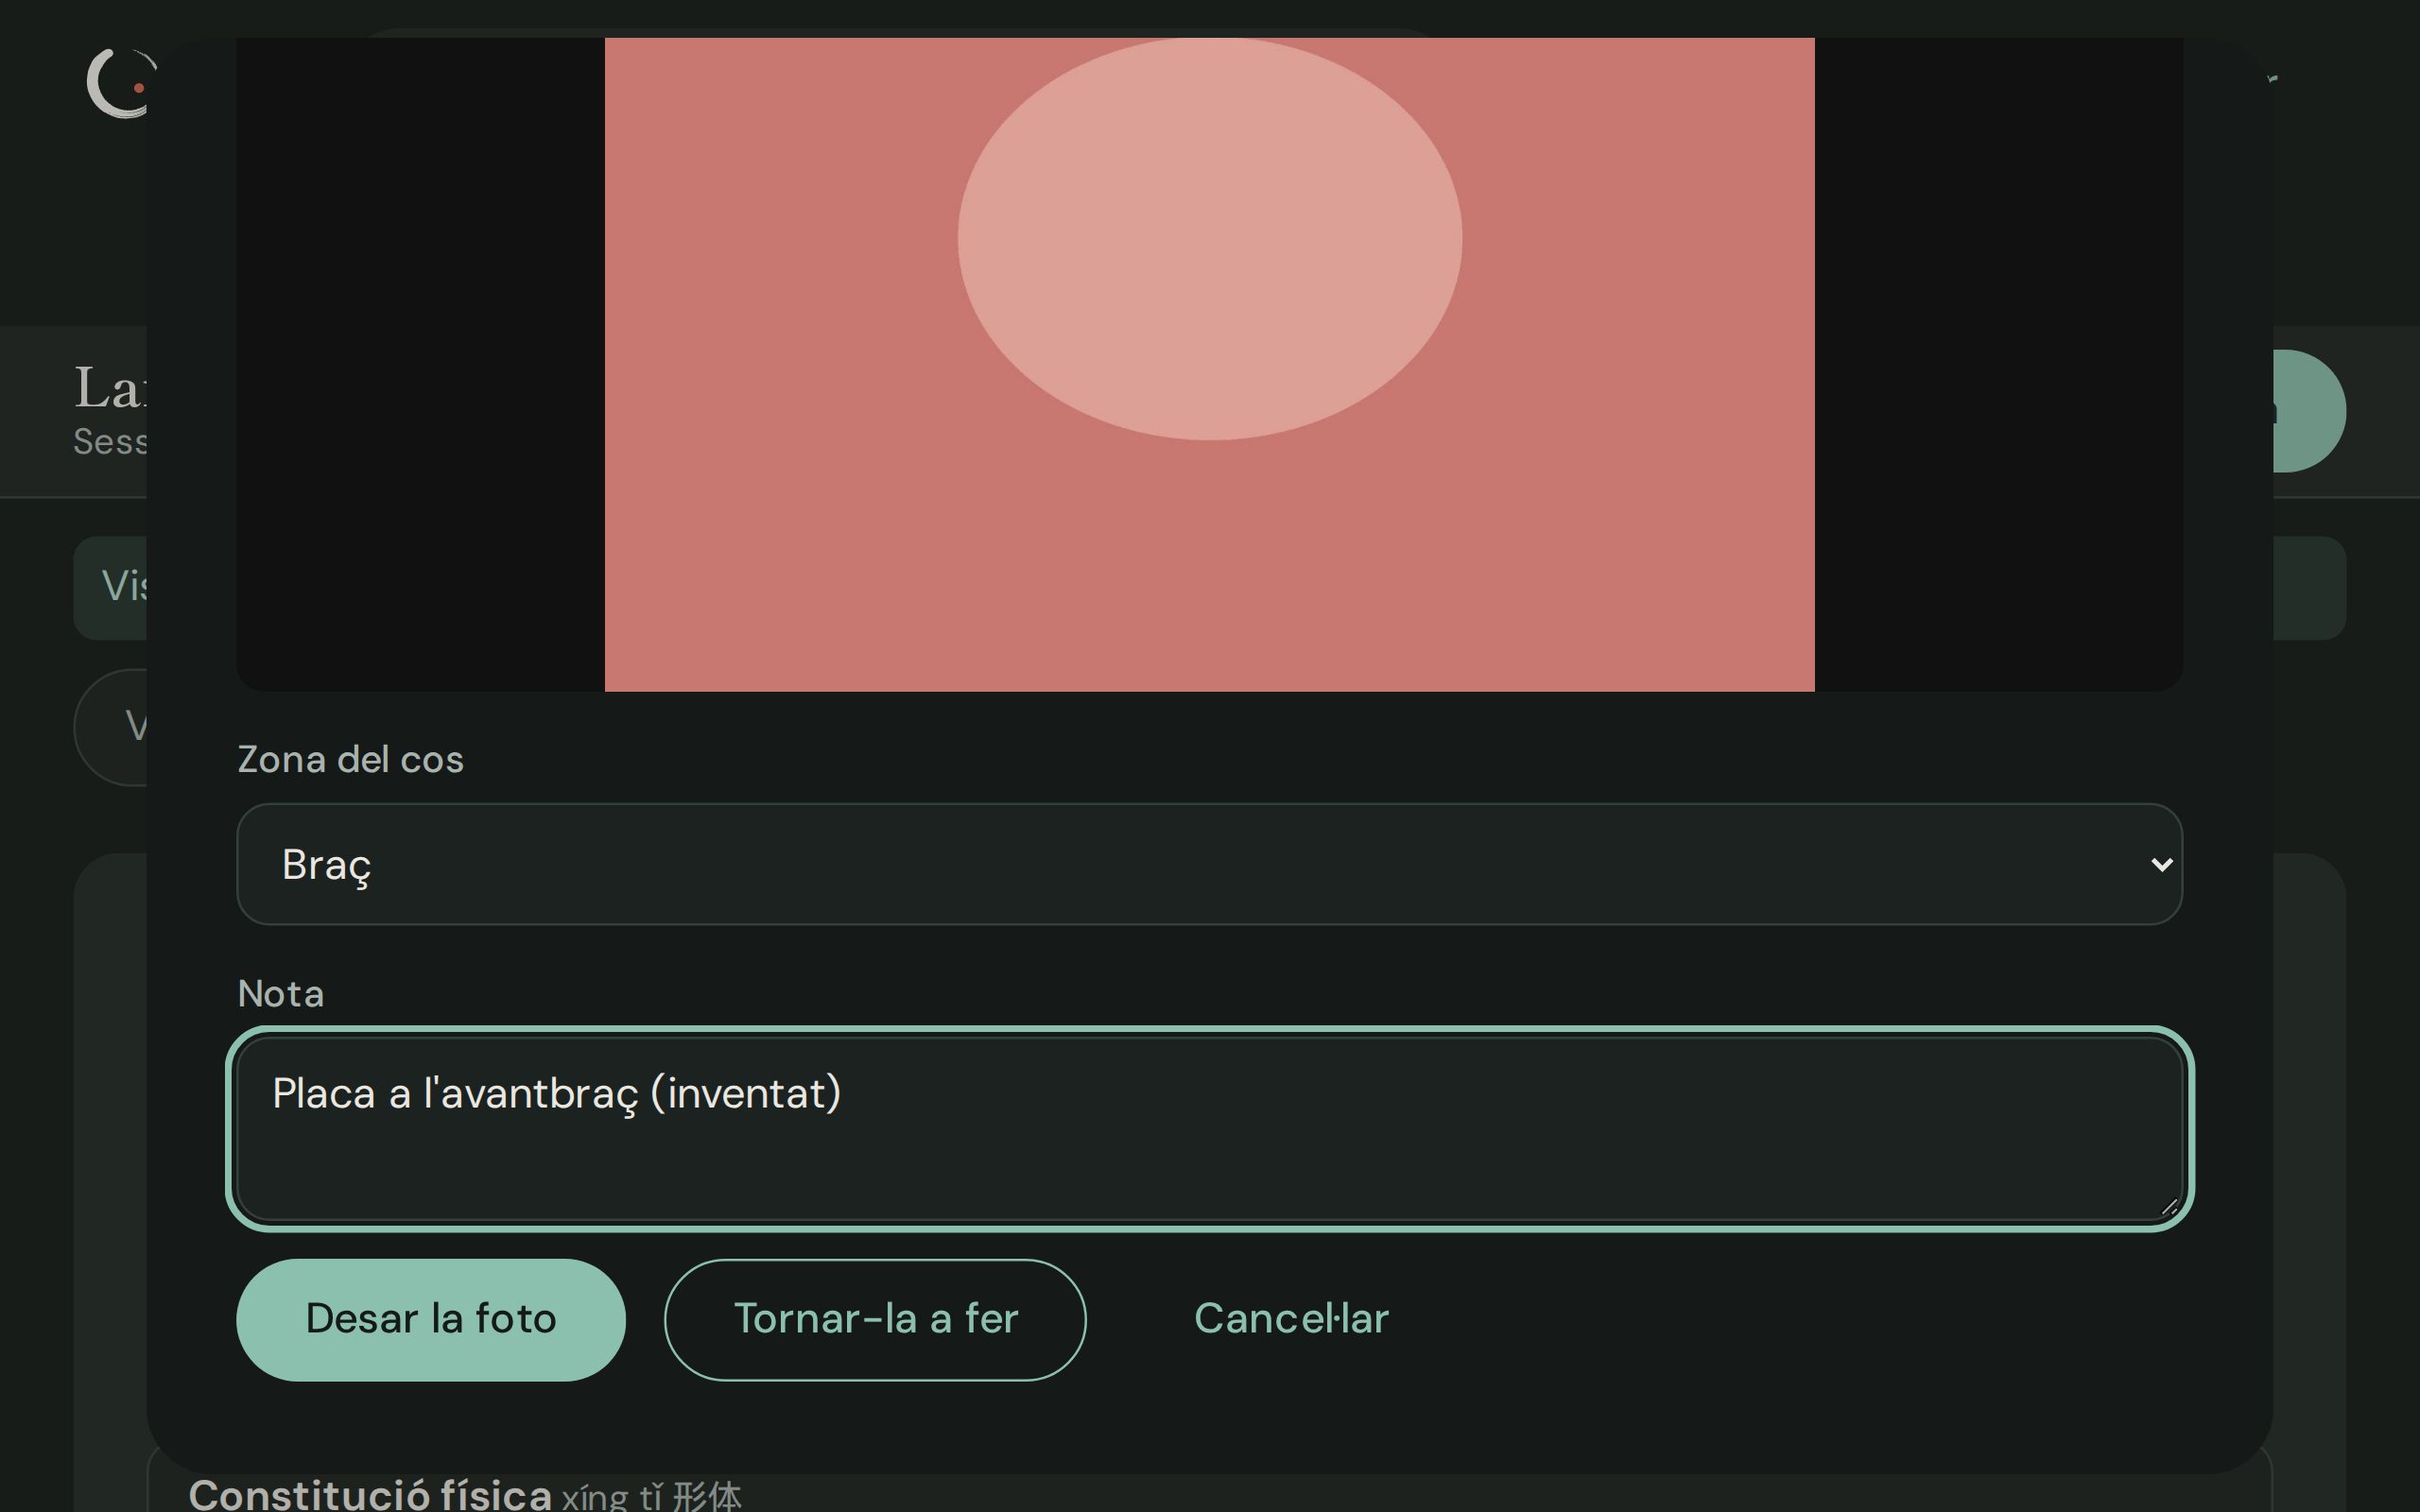 Zona del cos
Braç
Nota
Placa a l'avantbraç (inventat)
Desar la foto
Tornar-la a fer
Cancel·lar
Constitució física xíng tǐ 形体